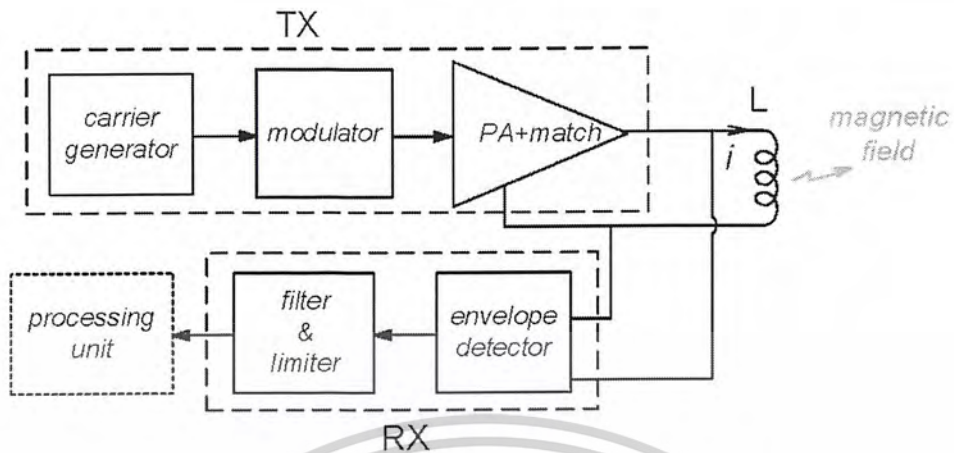 TX
carrier
generator
modulator
PA+match
L
i
magnetic
field
processing
unit
filter
&
limiter
envelope
detector
RX